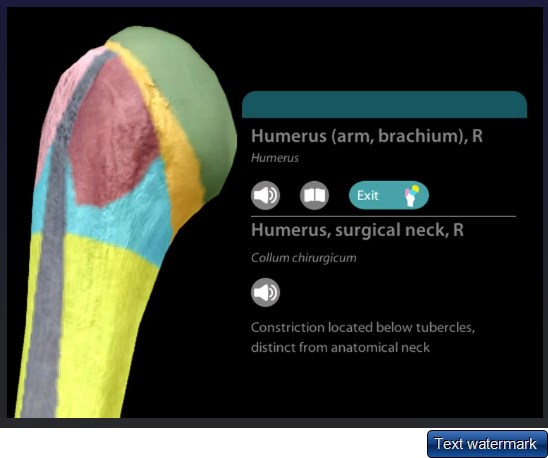 Humerus (arm, brachium), R
Humerus
Exit
Humerus, surgical neck, R
Collum chirurgicum
Constriction located below tubercles,
distinct from anatomical neck
Text watermark